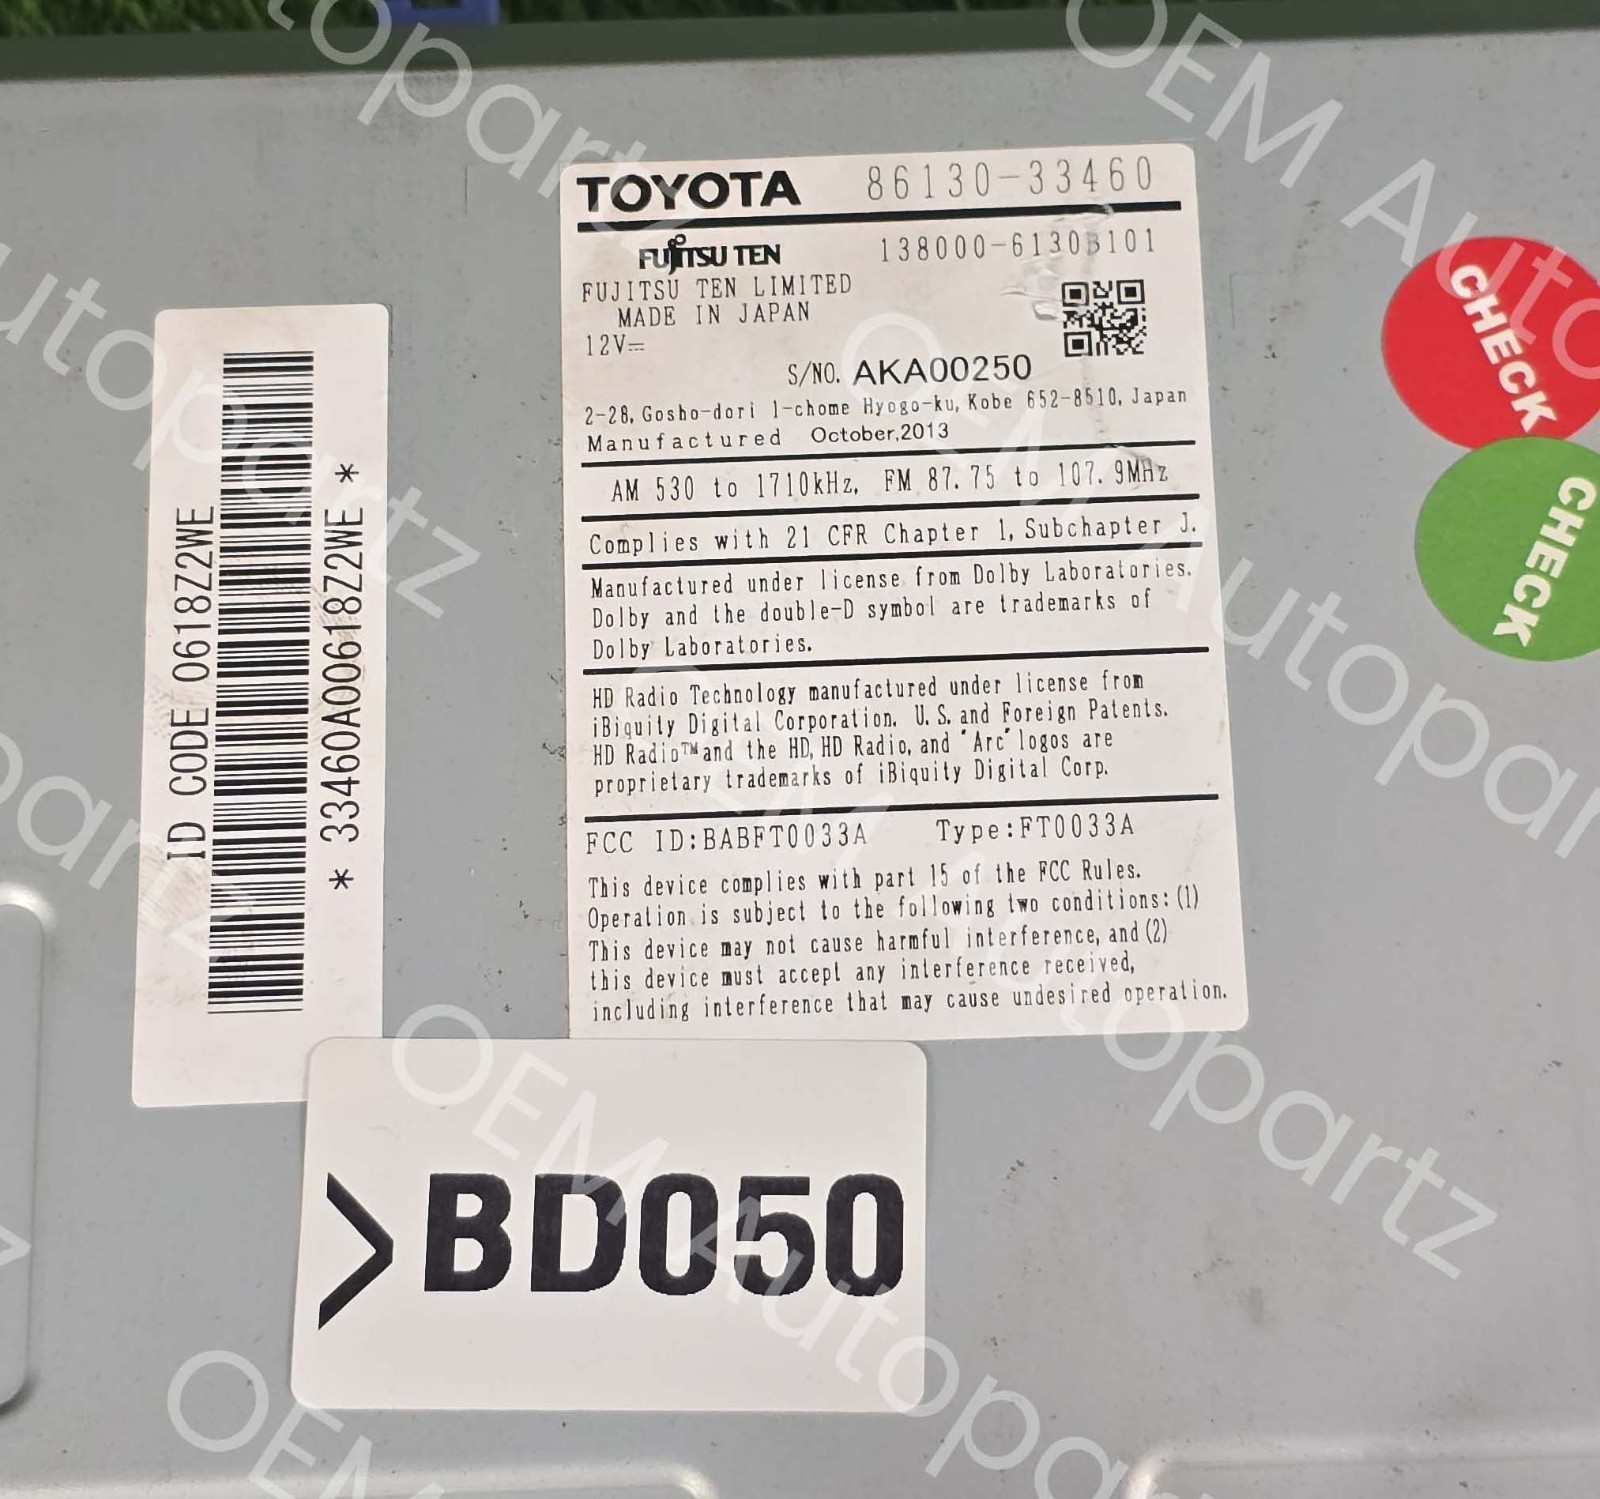 TOYOTA 86130-33460
FUJITSU TEN 138000-6130B101
FUJITSU TEN LIMITED
MADE IN JAPAN
12V⎓
S/NO. AKA00250
2-28, Gosho-dori 1-chome Hyogo-ku, Kobe 652-8510, Japan
Manufactured October,2013
AM 530 to 1710kHz, FM 87.75 to 107.9MHz
Complies with 21 CFR Chapter 1, Subchapter J.
Manufactured under license from Dolby Laboratories.
Dolby and the double-D symbol are trademarks of
Dolby Laboratories.
HD Radio Technology manufactured under license from
iBiquity Digital Corporation. U.S. and Foreign Patents.
HD Radio™ and the HD, HD Radio, and "Arc" logos are
proprietary trademarks of iBiquity Digital Corp.
FCC ID:BABFT0033A Type:FT0033A
This device complies with part 15 of the FCC Rules.
Operation is subject to the following two conditions:(1)
This device may not cause harmful interference, and (2)
this device must accept any interference received,
including interference that may cause undesired operation.
ID CODE 0618Z2WE
* 33460A00618Z2WE *
>BD050
CHECK
CHECK
OEM Autopartz
OEM Autopartz
OEM Autopartz
OEM Autopartz